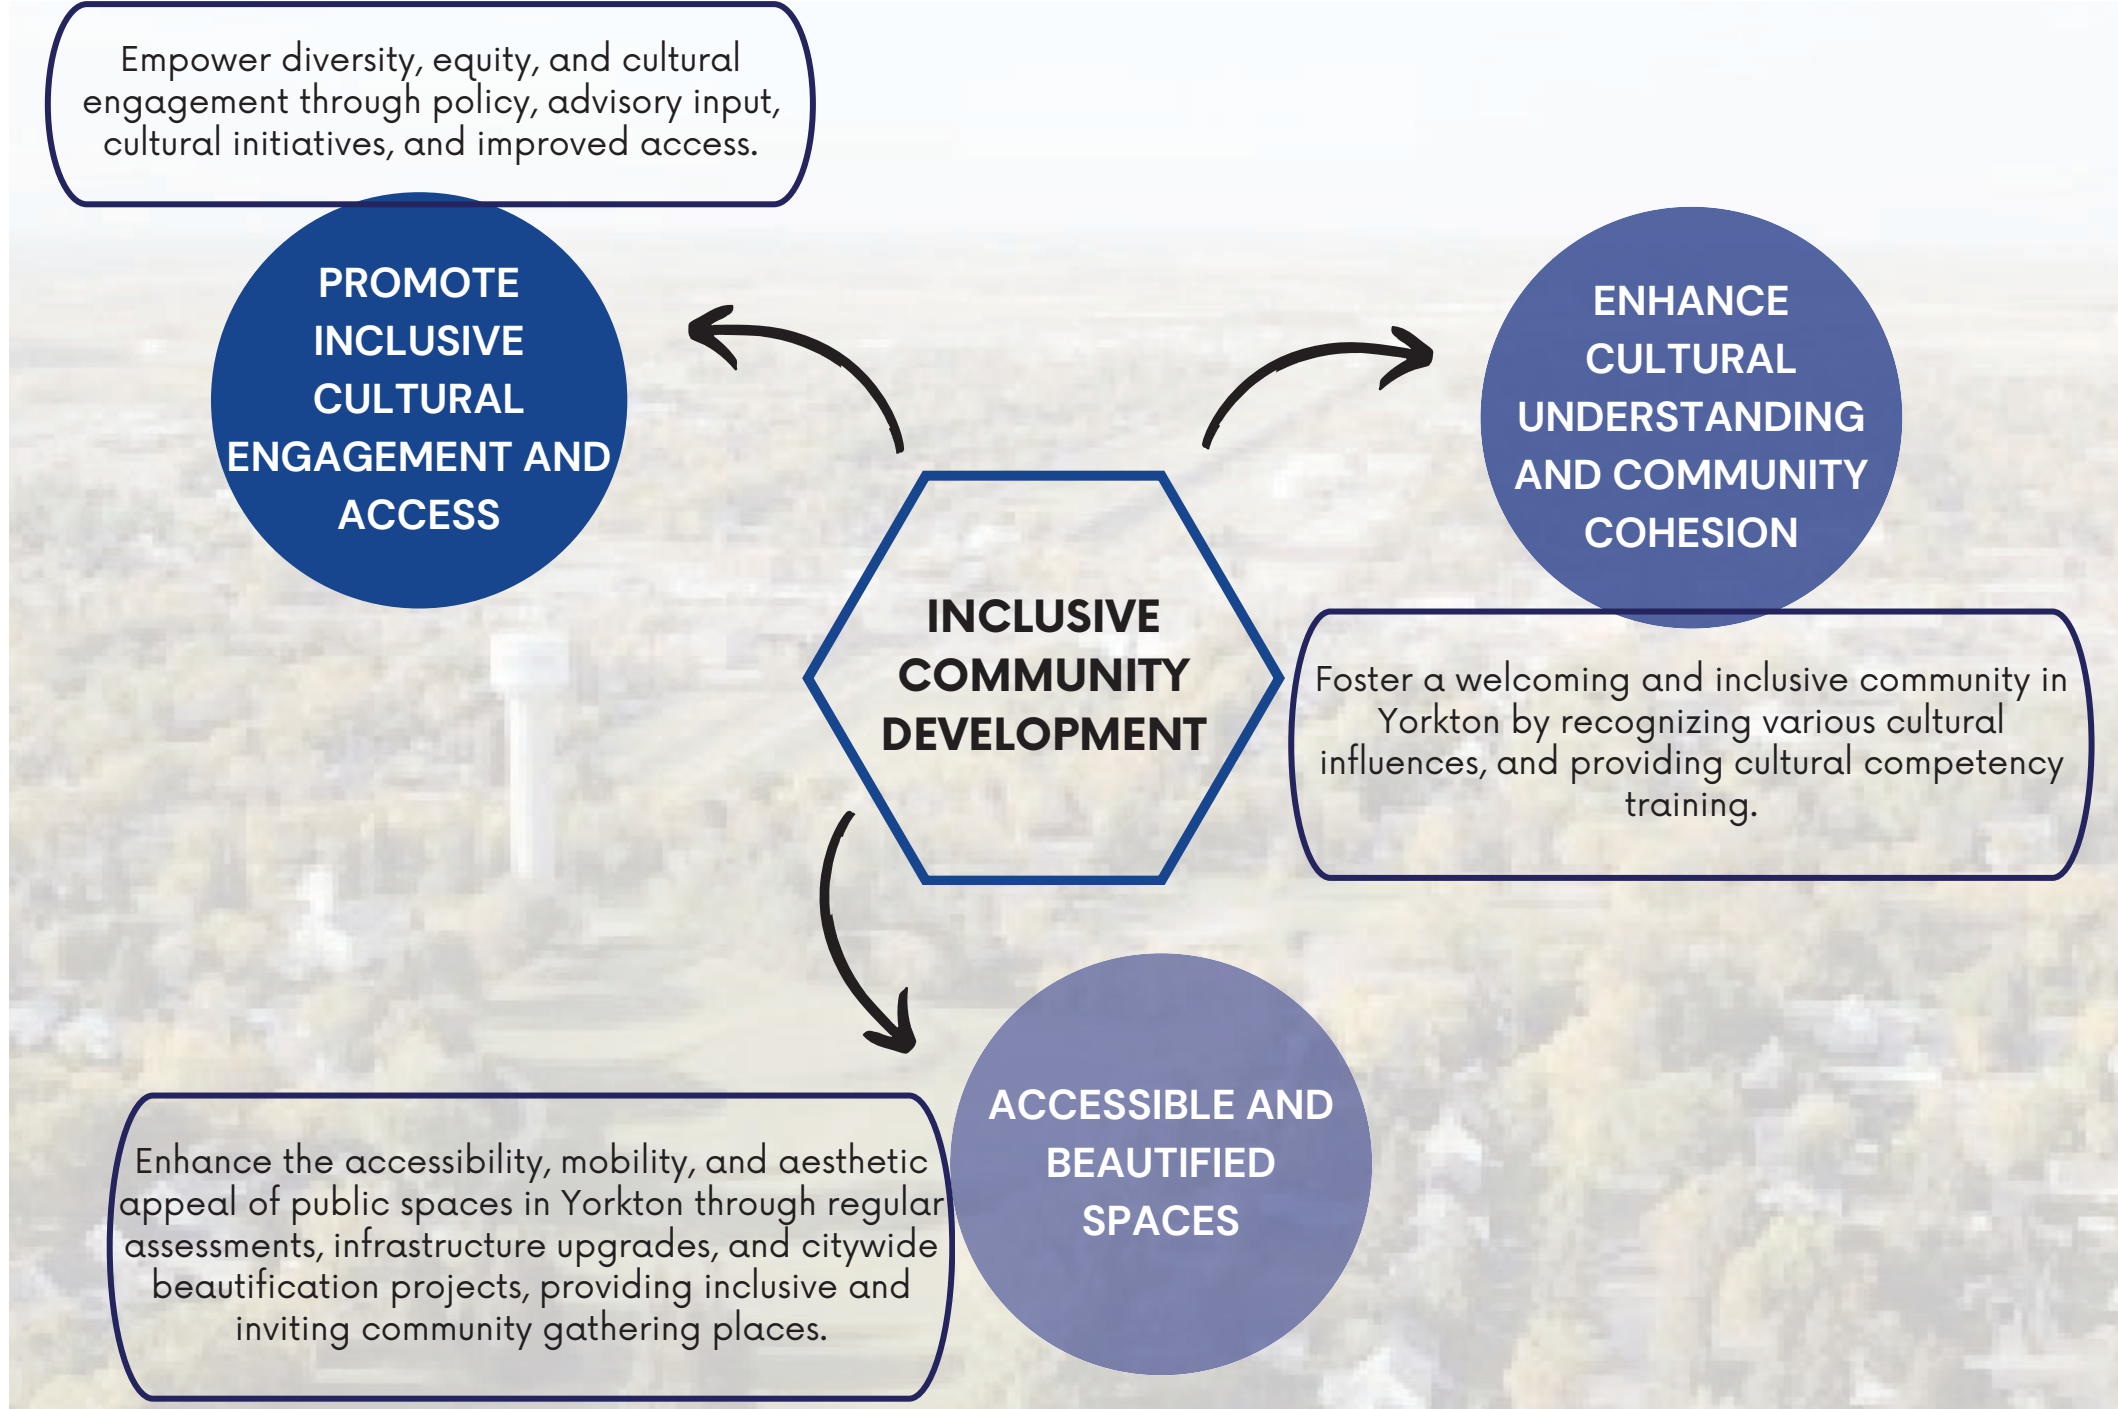 Empower diversity, equity, and cultural
engagement through policy, advisory input,
cultural initiatives, and improved access.
PROMOTE
INCLUSIVE
CULTURAL
ENGAGEMENT AND
ACCESS
ENHANCE
CULTURAL
UNDERSTANDING
AND COMMUNITY
COHESION
INCLUSIVE
COMMUNITY
DEVELOPMENT
Foster a welcoming and inclusive community in
Yorkton by recognizing various cultural
influences, and providing cultural competency
training.
ACCESSIBLE AND
BEAUTIFIED
SPACES
Enhance the accessibility, mobility, and aesthetic
appeal of public spaces in Yorkton through regular
assessments, infrastructure upgrades, and citywide
beautification projects, providing inclusive and
inviting community gathering places.